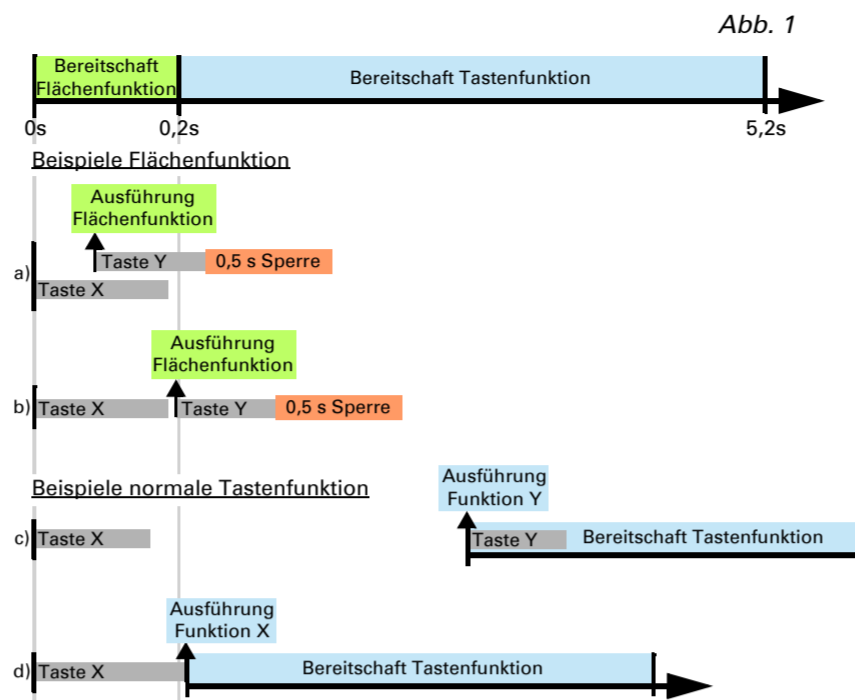 Abb. 1
Bereitschaft
Flächenfunktion
Bereitschaft Tastenfunktion
0s
0,2s
5,2s
Beispiele Flächenfunktion
Ausführung
Flächenfunktion
a)
Taste Y
0,5 s Sperre
Taste X
Ausführung
Flächenfunktion
b)
Taste X
Taste Y
0,5 s Sperre
Beispiele normale Tastenfunktion
Ausführung
Funktion Y
c)
Taste X
Taste Y
Bereitschaft Tastenfunktion
Ausführung
Funktion X
d)
Taste X
Bereitschaft Tastenfunktion